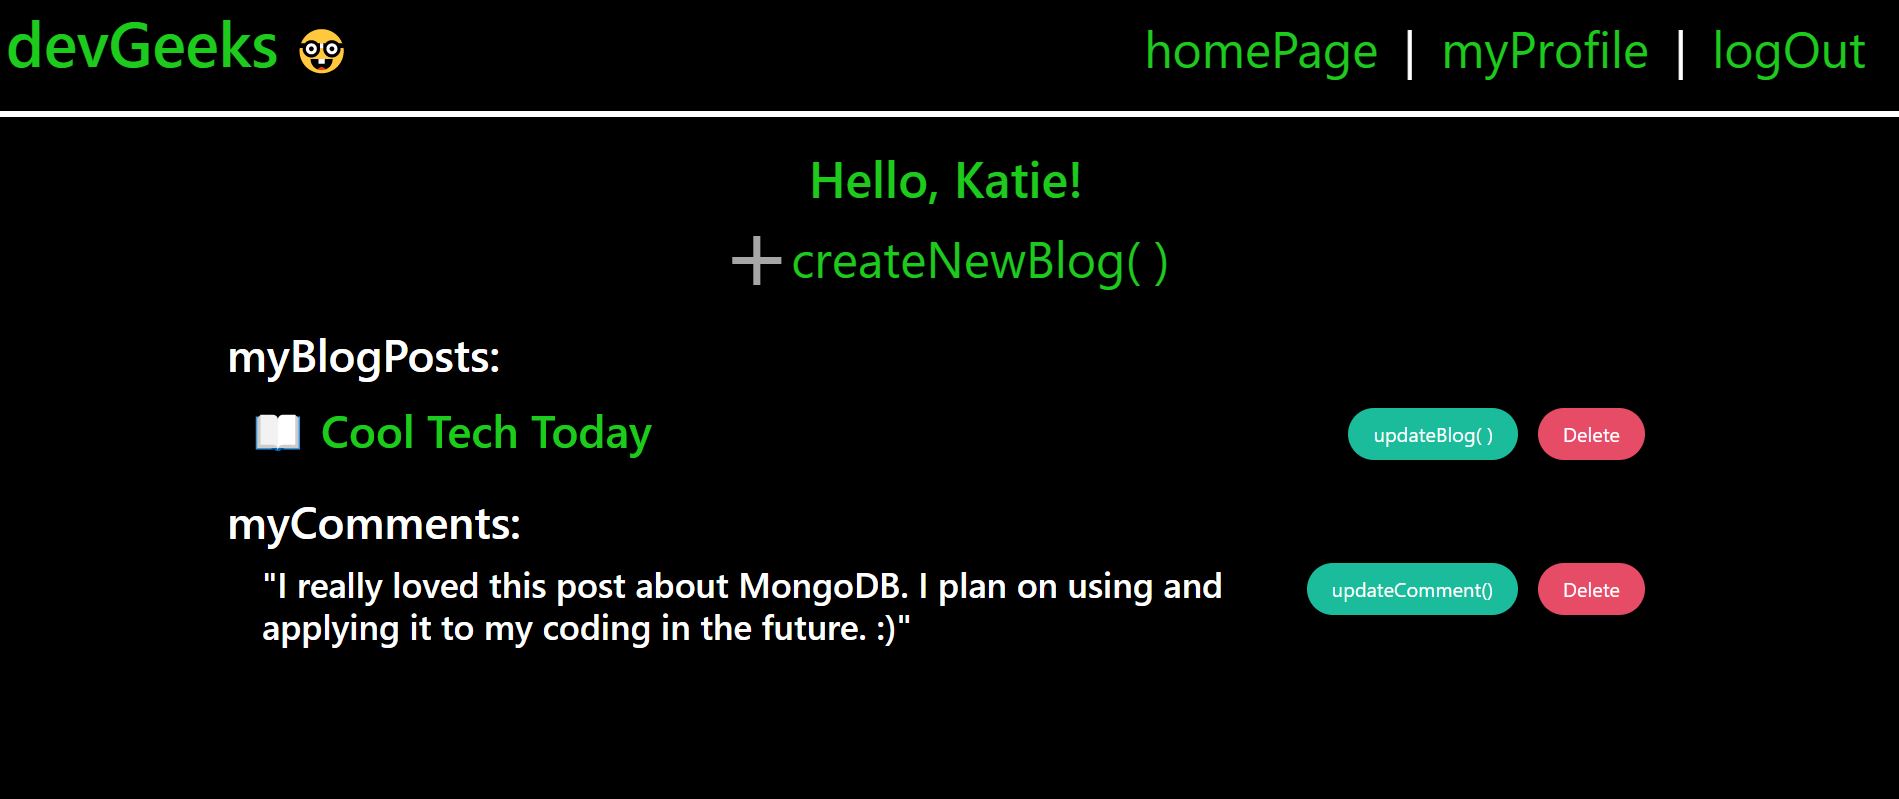 devGeeks 🤓
homePage | myProfile | logOut
Hello, Katie!
➕ createNewBlog( )
myBlogPosts:
📖 Cool Tech Today
updateBlog( )
Delete
myComments:
"I really loved this post about MongoDB. I plan on using and
applying it to my coding in the future. :)"
updateComment()
Delete